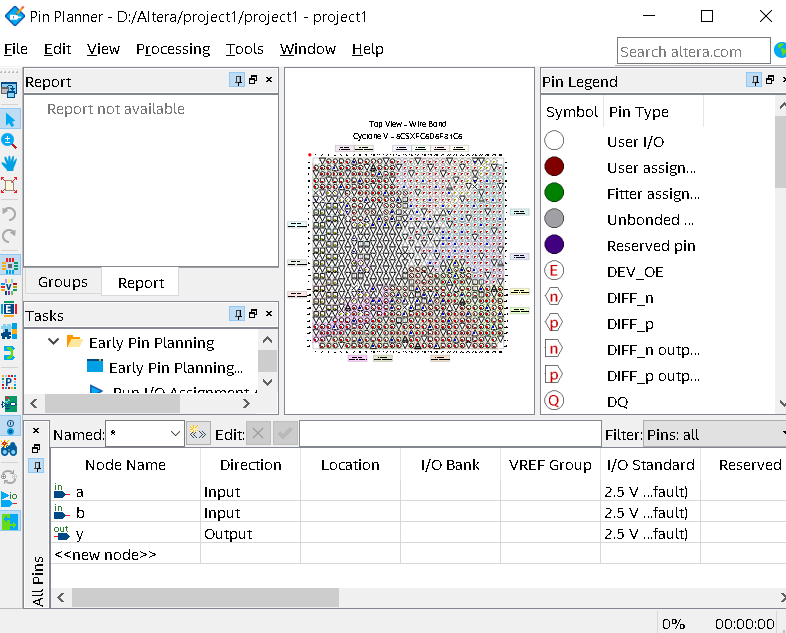 Pin Planner - D:/Altera/project1/project1 - project1
File Edit View Processing Tools Window Help
Search altera.com
Report
Report not available
Groups Report
Tasks
Early Pin Planning
Early Pin Planning...
Run I/O Assignment
Top View - Wire Bond
Cyclone V - 5CSXFC6D6F31C6
Pin Legend
Symbol Pin Type
User I/O
User assign...
Fitter assign...
Unbonded ...
Reserved pin
E DEV_OE
n DIFF_n
p DIFF_p
n DIFF_n outp...
p DIFF_p outp...
Q DQ
Named: * Edit: Filter: Pins: all
Node Name Direction Location I/O Bank VREF Group I/O Standard Reserved
in a Input 2.5 V ...fault)
in b Input 2.5 V ...fault)
out y Output 2.5 V ...fault)
<<new node>>
All Pins
0% 00:00:00